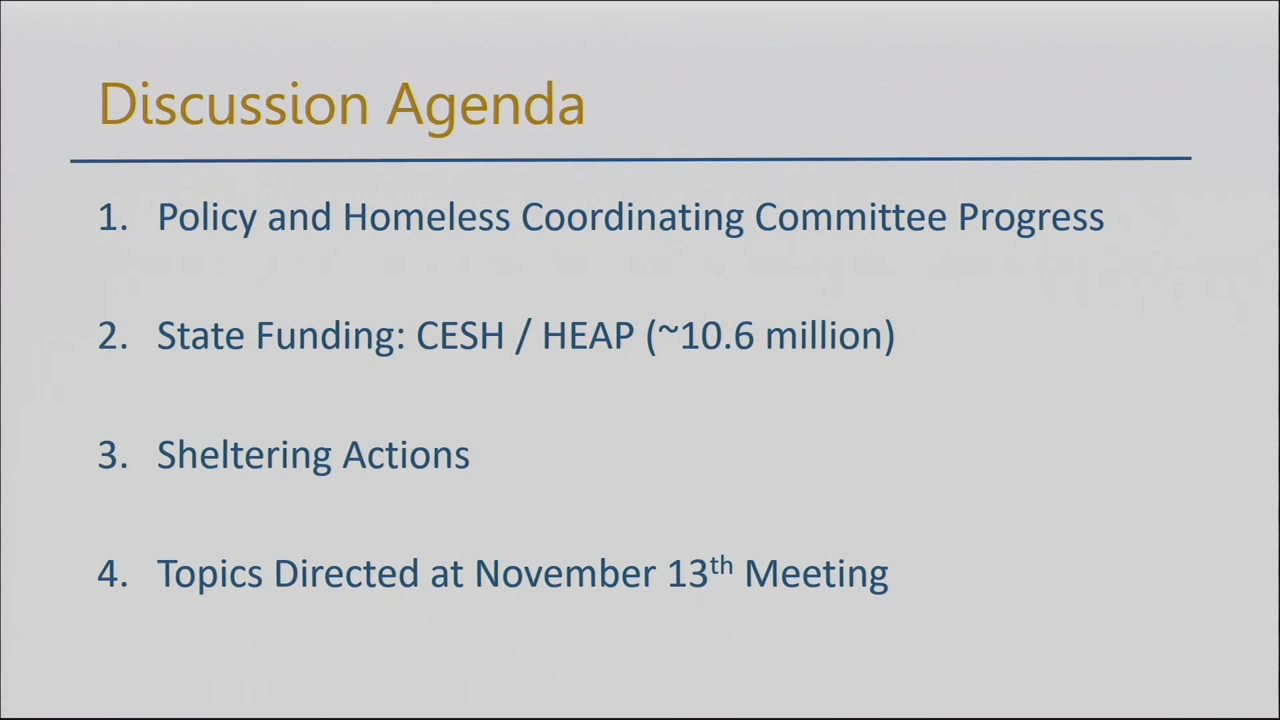 Discussion Agenda
1. Policy and Homeless Coordinating Committee Progress
2. State Funding: CESH / HEAP (~10.6 million)
3. Sheltering Actions
4. Topics Directed at November 13th Meeting